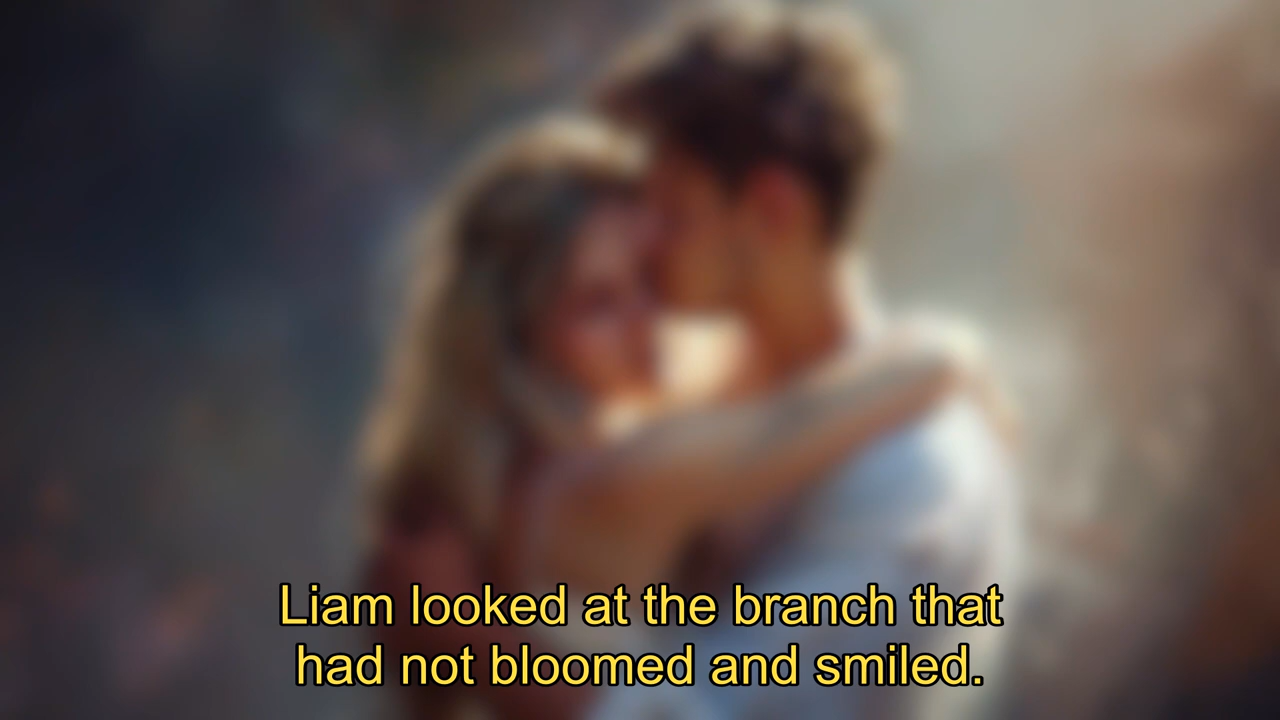 Liam looked at the branch that
had not bloomed and smiled.